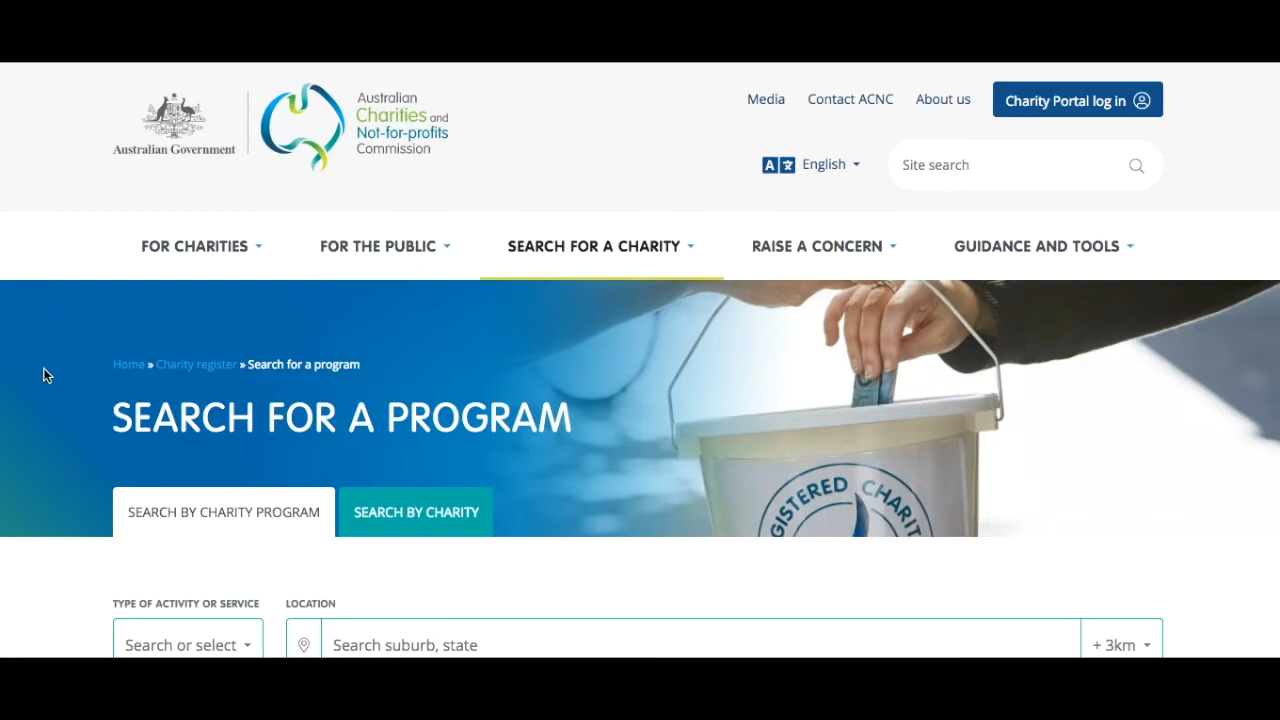 Australian Government
Australian
Charities and
Not-for-profits
Commission
Media
Contact ACNC
About us
Charity Portal log in
A
English
Site search
FOR CHARITIES
FOR THE PUBLIC
SEARCH FOR A CHARITY
RAISE A CONCERN
GUIDANCE AND TOOLS
Home » Charity register » Search for a program
SEARCH FOR A PROGRAM
SEARCH BY CHARITY PROGRAM
SEARCH BY CHARITY
GISTERED CHARIT
TYPE OF ACTIVITY OR SERVICE
LOCATION
Search or select
Search suburb, state
+ 3km